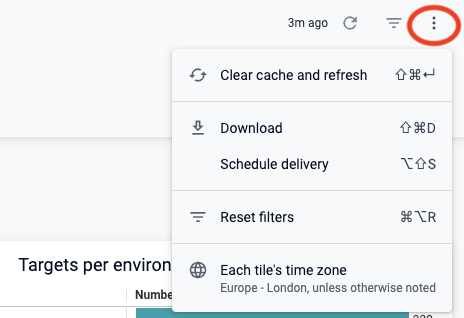 3m ago
Clear cache and refresh ⇧⌘↵
Download ⇧⌘D
Schedule delivery ⌥⇧S
Reset filters ⌘⌥R
Each tile's time zone
Europe - London, unless otherwise noted
Targets per environ
Numbe